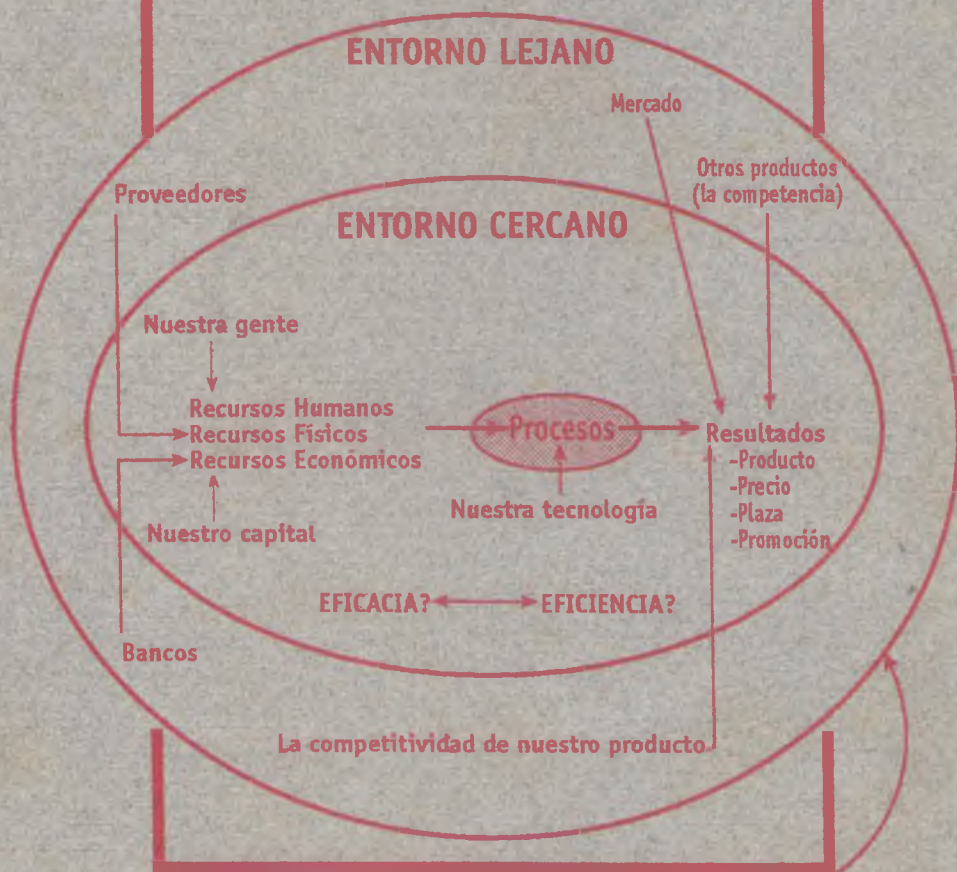 ENTORNO LEJANO
Mercado
Otros productos
(la competencia)
Proveedores
ENTORNO CERCANO
Nuestra gente
Recursos Humanos
Recursos Físicos
Recursos Económicos
Procesos
Resultados
-Producto
-Precio
-Plaza
-Promoción
Nuestra tecnología
Nuestro capital
EFICACIA? EFICIENCIA?
Bancos
La competitividad de nuestro producto